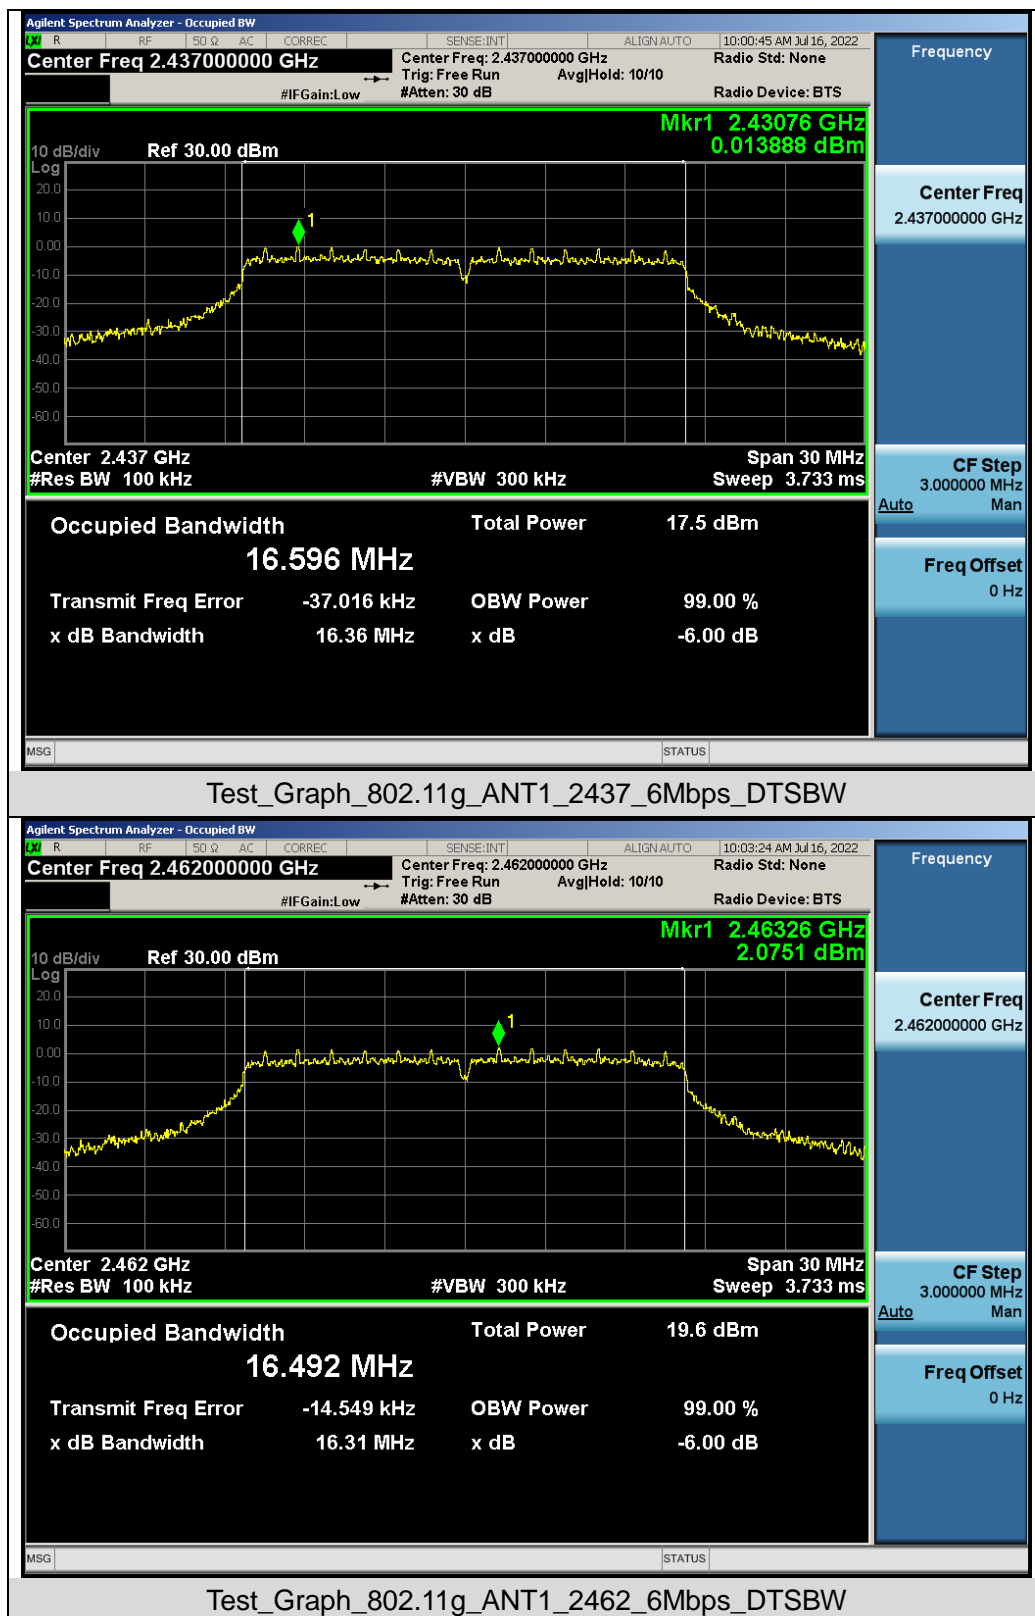 Agilent Spectrum Analyzer - Occupied BW
LXI R RF 50 Ω AC CORREC SENSE:INT ALIGN AUTO 10:00:45 AM Jul 16, 2022
Center Freq 2.437000000 GHz
Center Freq: 2.437000000 GHz
Radio Std: None
Trig: Free Run Avg|Hold: 10/10
#IFGain:Low #Atten: 30 dB Radio Device: BTS
Frequency
Mkr1 2.43076 GHz
0.013888 dBm
10 dB/div Ref 30.00 dBm
Log
20.0
10.0
0.00
-10.0
-20.0
-30.0
-40.0
-50.0
-60.0
1
Center 2.437 GHz Span 30 MHz
#Res BW 100 kHz #VBW 300 kHz Sweep 3.733 ms
Center Freq
2.437000000 GHz
CF Step
3.000000 MHz
Auto Man
Freq Offset
0 Hz
Occupied Bandwidth Total Power 17.5 dBm
16.596 MHz
Transmit Freq Error -37.016 kHz OBW Power 99.00 %
x dB Bandwidth 16.36 MHz x dB -6.00 dB
MSG STATUS
Test_Graph_802.11g_ANT1_2437_6Mbps_DTSBW
Agilent Spectrum Analyzer - Occupied BW
LXI R RF 50 Ω AC CORREC SENSE:INT ALIGN AUTO 10:03:24 AM Jul 16, 2022
Center Freq 2.462000000 GHz
Center Freq: 2.462000000 GHz
Radio Std: None
Trig: Free Run Avg|Hold: 10/10
#IFGain:Low #Atten: 30 dB Radio Device: BTS
Frequency
Mkr1 2.46326 GHz
2.0751 dBm
10 dB/div Ref 30.00 dBm
Log
20.0
10.0
0.00
-10.0
-20.0
-30.0
-40.0
-50.0
-60.0
1
Center 2.462 GHz Span 30 MHz
#Res BW 100 kHz #VBW 300 kHz Sweep 3.733 ms
Center Freq
2.462000000 GHz
CF Step
3.000000 MHz
Auto Man
Freq Offset
0 Hz
Occupied Bandwidth Total Power 19.6 dBm
16.492 MHz
Transmit Freq Error -14.549 kHz OBW Power 99.00 %
x dB Bandwidth 16.31 MHz x dB -6.00 dB
MSG STATUS
Test_Graph_802.11g_ANT1_2462_6Mbps_DTSBW